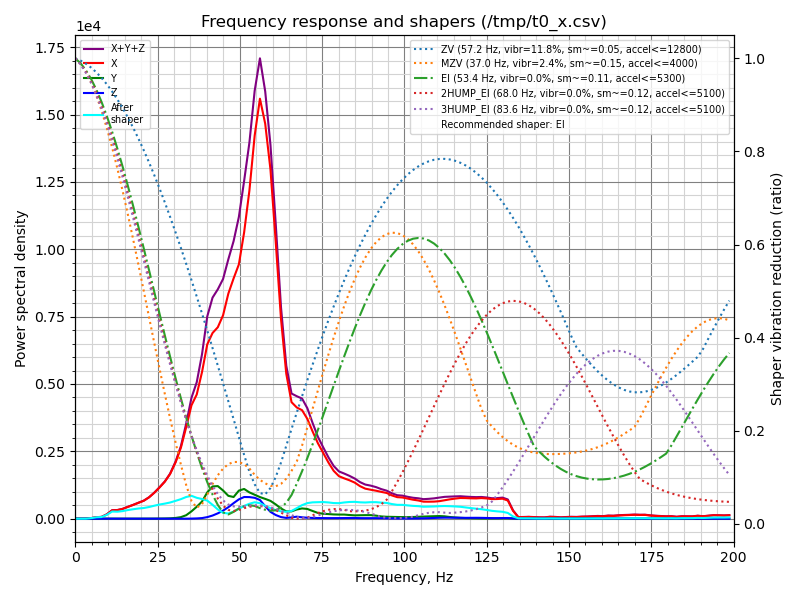 Frequency response and shapers (/tmp/t0_x.csv)
1e4
X+Y+Z
X
Y
Z
After
shaper
ZV (57.2 Hz, vibr=11.8%, sm~=0.05, accel<=12800)
MZV (37.0 Hz, vibr=2.4%, sm~=0.15, accel<=4000)
EI (53.4 Hz, vibr=0.0%, sm~=0.11, accel<=5300)
2HUMP_EI (68.0 Hz, vibr=0.0%, sm~=0.12, accel<=5100)
3HUMP_EI (83.6 Hz, vibr=0.0%, sm~=0.12, accel<=5100)
Recommended shaper: EI
Power spectral density
1.75
1.50
1.25
1.00
0.75
0.50
0.25
0.00
1.0
0.8
0.6
0.4
0.2
0.0
Shaper vibration reduction (ratio)
0 25 50 75 100 125 150 175 200
Frequency, Hz